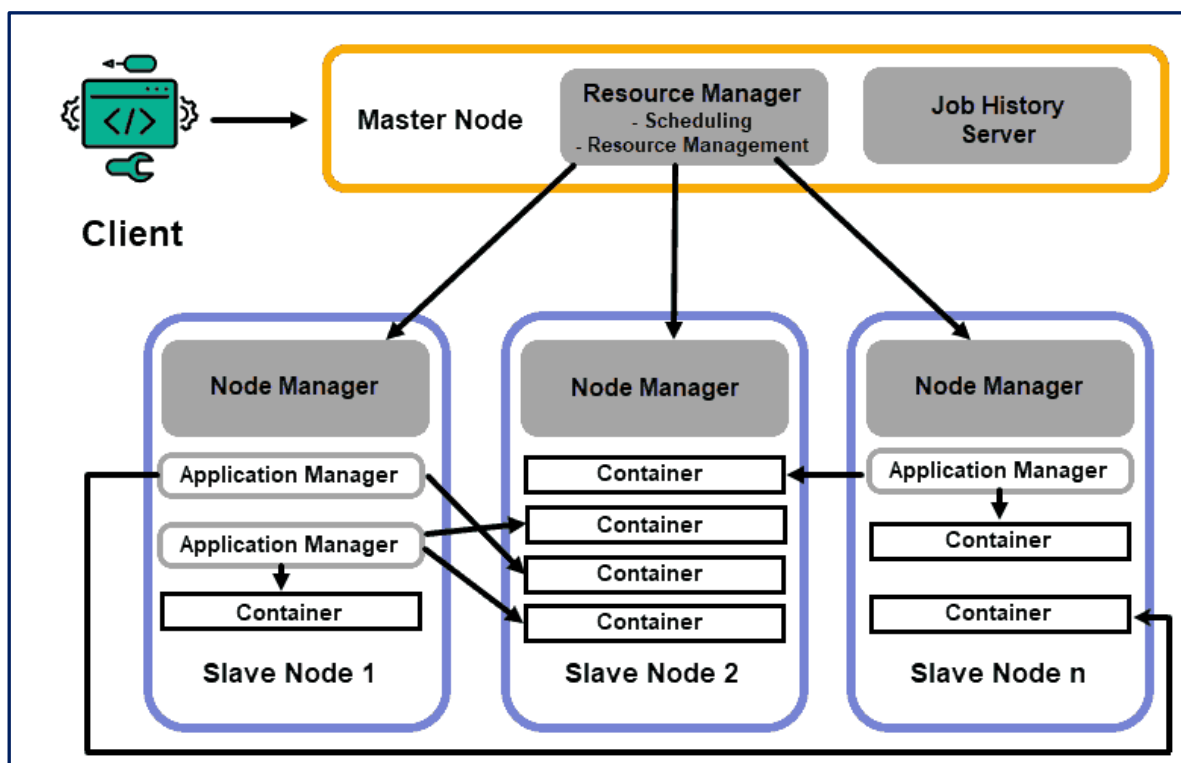 </>
Client
Master Node
Resource Manager
- Scheduling
- Resource Management
Job History
Server
Node Manager
Application Manager
Application Manager
Container
Slave Node 1
Node Manager
Container
Container
Container
Container
Slave Node 2
Node Manager
Application Manager
Container
Container
Slave Node n